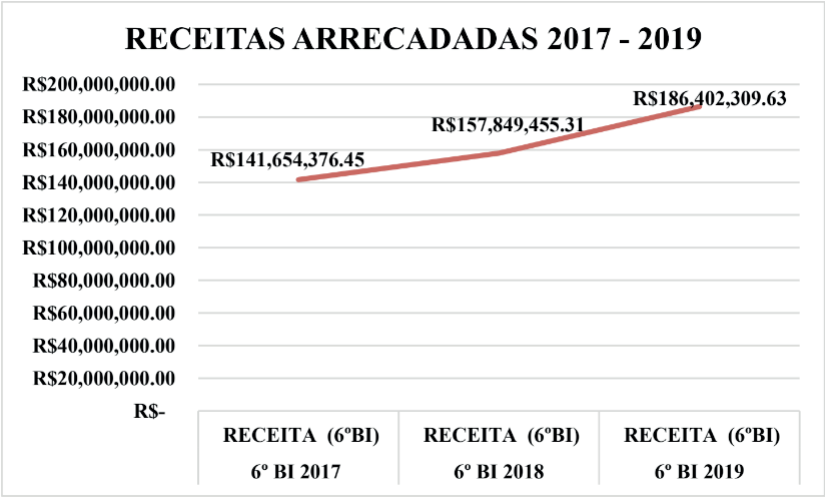 RECEITAS ARRECADADAS 2017 - 2019
R$200,000,000.00
R$180,000,000.00
R$160,000,000.00
R$140,000,000.00
R$120,000,000.00
R$100,000,000.00
R$80,000,000.00
R$60,000,000.00
R$40,000,000.00
R$20,000,000.00
R$-
R$141,654,376.45
R$157,849,455.31
R$186,402,309.63
RECEITA (6ºBI) RECEITA (6ºBI) RECEITA (6ºBI)
6º BI 2017 6º BI 2018 6º BI 2019